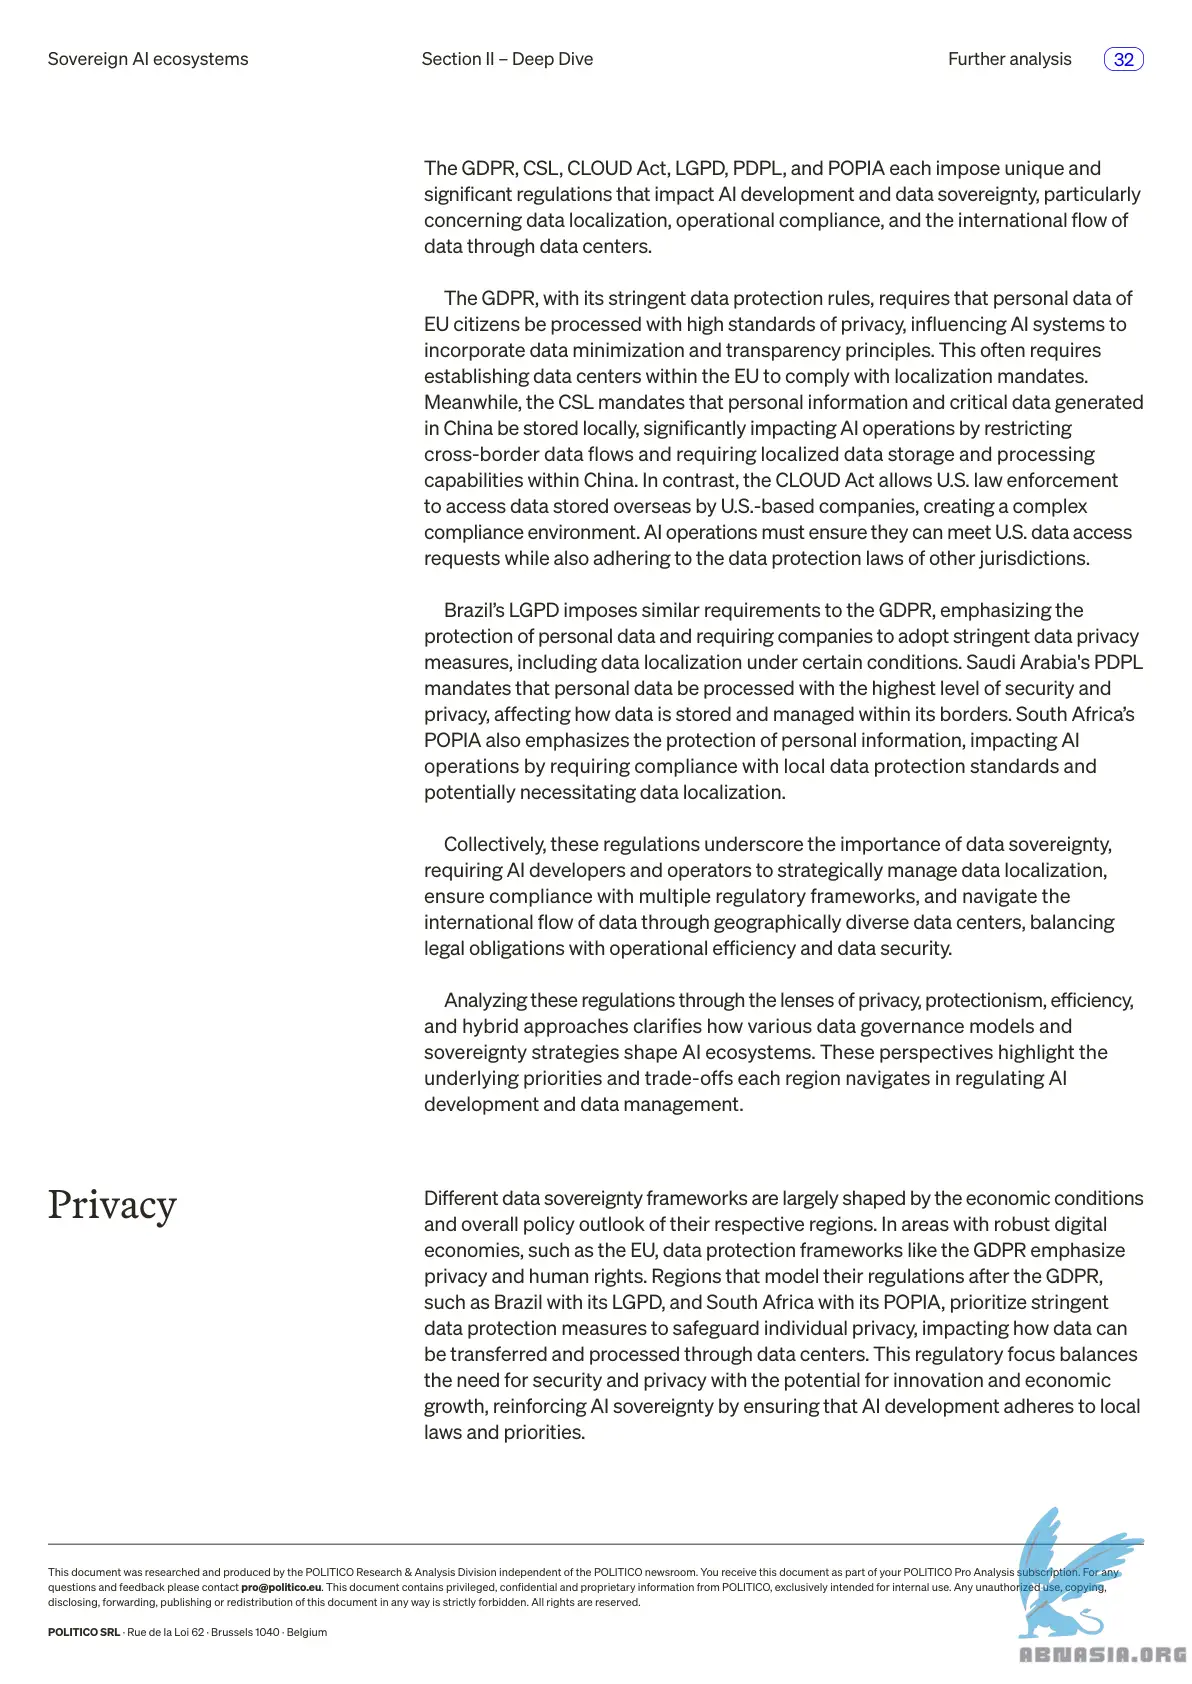 Sovereign AI ecosystems
Section II – Deep Dive
Further analysis
32
The GDPR, CSL, CLOUD Act, LGPD, PDPL, and POPIA each impose unique and
significant regulations that impact AI development and data sovereignty, particularly
concerning data localization, operational compliance, and the international flow of
data through data centers.
The GDPR, with its stringent data protection rules, requires that personal data of
EU citizens be processed with high standards of privacy, influencing AI systems to
incorporate data minimization and transparency principles. This often requires
establishing data centers within the EU to comply with localization mandates.
Meanwhile, the CSL mandates that personal information and critical data generated
in China be stored locally, significantly impacting AI operations by restricting
cross-border data flows and requiring localized data storage and processing
capabilities within China. In contrast, the CLOUD Act allows U.S. law enforcement
to access data stored overseas by U.S.-based companies, creating a complex
compliance environment. AI operations must ensure they can meet U.S. data access
requests while also adhering to the data protection laws of other jurisdictions.
Brazil’s LGPD imposes similar requirements to the GDPR, emphasizing the
protection of personal data and requiring companies to adopt stringent data privacy
measures, including data localization under certain conditions. Saudi Arabia's PDPL
mandates that personal data be processed with the highest level of security and
privacy, affecting how data is stored and managed within its borders. South Africa’s
POPIA also emphasizes the protection of personal information, impacting AI
operations by requiring compliance with local data protection standards and
potentially necessitating data localization.
Collectively, these regulations underscore the importance of data sovereignty,
requiring AI developers and operators to strategically manage data localization,
ensure compliance with multiple regulatory frameworks, and navigate the
international flow of data through geographically diverse data centers, balancing
legal obligations with operational efficiency and data security.
Analyzing these regulations through the lenses of privacy, protectionism, efficiency,
and hybrid approaches clarifies how various data governance models and
sovereignty strategies shape AI ecosystems. These perspectives highlight the
underlying priorities and trade-offs each region navigates in regulating AI
development and data management.
Privacy
Different data sovereignty frameworks are largely shaped by the economic conditions
and overall policy outlook of their respective regions. In areas with robust digital
economies, such as the EU, data protection frameworks like the GDPR emphasize
privacy and human rights. Regions that model their regulations after the GDPR,
such as Brazil with its LGPD, and South Africa with its POPIA, prioritize stringent
data protection measures to safeguard individual privacy, impacting how data can
be transferred and processed through data centers. This regulatory focus balances
the need for security and privacy with the potential for innovation and economic
growth, reinforcing AI sovereignty by ensuring that AI development adheres to local
laws and priorities.
This document was researched and produced by the POLITICO Research & Analysis Division independent of the POLITICO newsroom. You receive this document as part of your POLITICO Pro Analysis subscription. For any
questions and feedback please contact pro@politico.eu. This document contains privileged, confidential and proprietary information from POLITICO, exclusively intended for internal use. Any unauthorized use, copying,
disclosing, forwarding, publishing or redistribution of this document in any way is strictly forbidden. All rights are reserved.
POLITICO SRL · Rue de la Loi 62 · Brussels 1040 · Belgium
ABNASIA.ORG